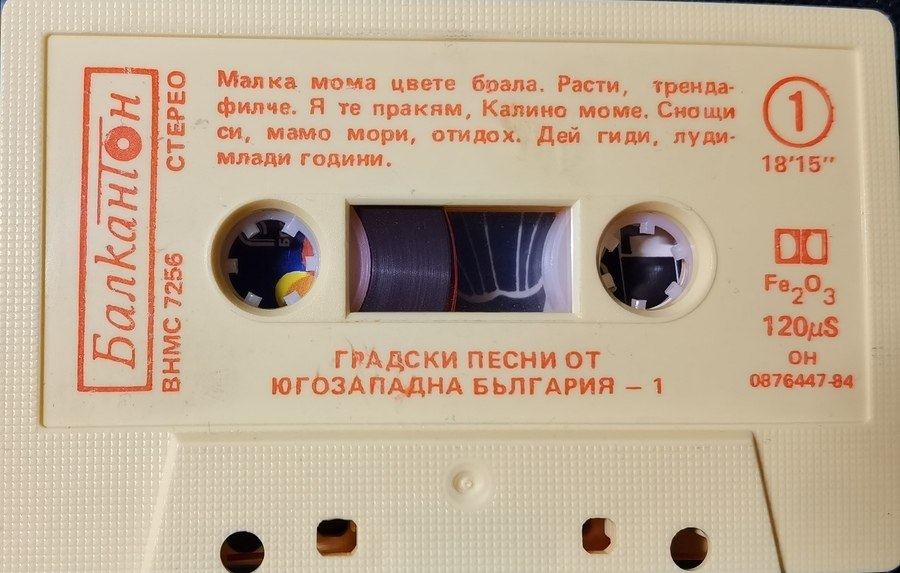 Балкантон
СТЕРЕО
ВНМС 7256
Малка мома цвете брала. Расти, тренда-
филче. Я те пракям, Калино моме. Снощи
си, мамо мори, отидох. Дей гиди, луди-
млади години.
1
18'15"
Fe2O3
120µS
ОН
0876447-84
ГРАДСКИ ПЕСНИ ОТ
ЮГОЗАПАДНА БЪЛГАРИЯ – 1